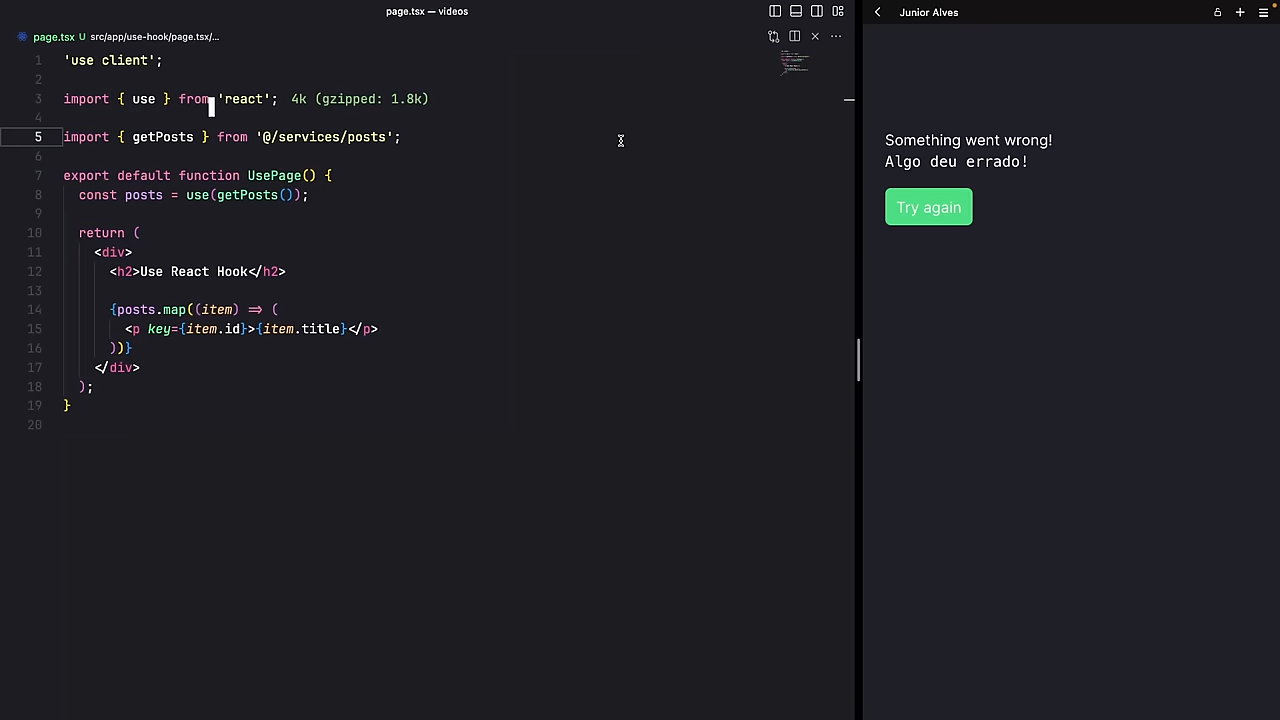 page.tsx — videos
page.tsx U src/app/use-hook/page.tsx/...
1 'use client';
2
3 import { use } from 'react'; 4k (gzipped: 1.8k)
4
5 import { getPosts } from '@/services/posts';
6
7 export default function UsePage() {
8 const posts = use(getPosts());
9
10 return (
11 <div>
12 <h2>Use React Hook</h2>
13
14 {posts.map((item) => (
15 <p key={item.id}>{item.title}</p>
16 ))}
17 </div>
18 );
19 }
20
Junior Alves
Something went wrong!
Algo deu errado!
Try again